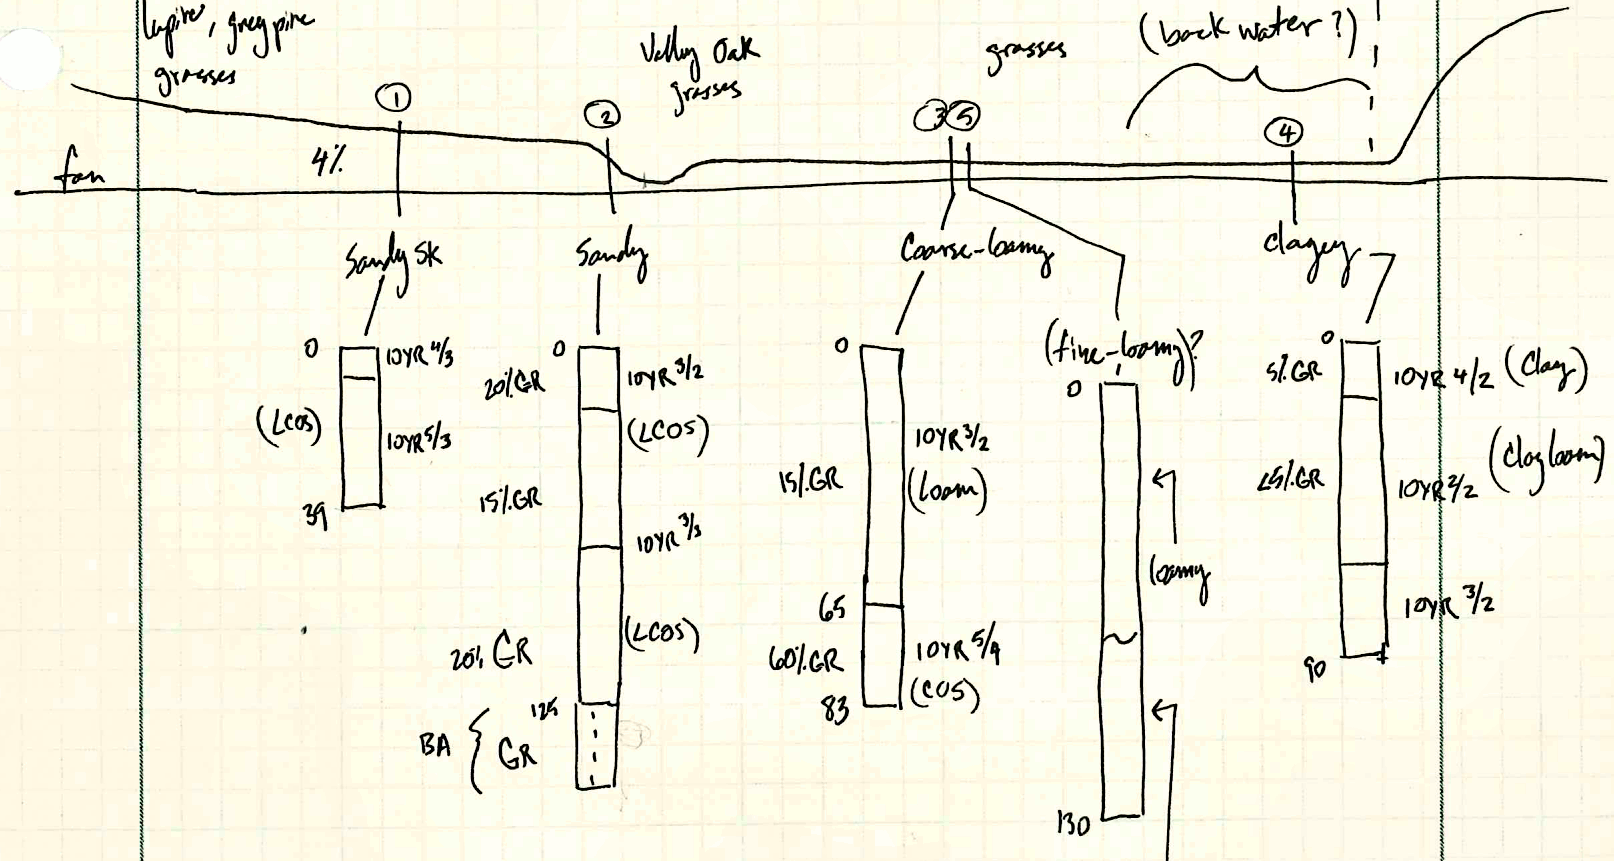 lupine, grey pine
grasses
Valley Oak
grasses
grasses
(back water?)
1
2
3
5
4
fan
4%
Sandy SK
Sandy
Coarse-loamy
clayey
(fine-loamy)?
0
10YR 4/3
(LCOS)
10YR 5/3
39
0
20% GR
10YR 3/2
(LCOS)
15% GR
10YR 3/3
20% GR
(LCOS)
125
BA { GR
0
10YR 3/2
15% GR
(loam)
65
60% GR
10YR 5/4
(COS)
83
0
loamy
130
0
5% GR
10YR 4/2 (Clay)
<5% GR
10YR 2/2 (Clay loam)
10YR 3/2
90